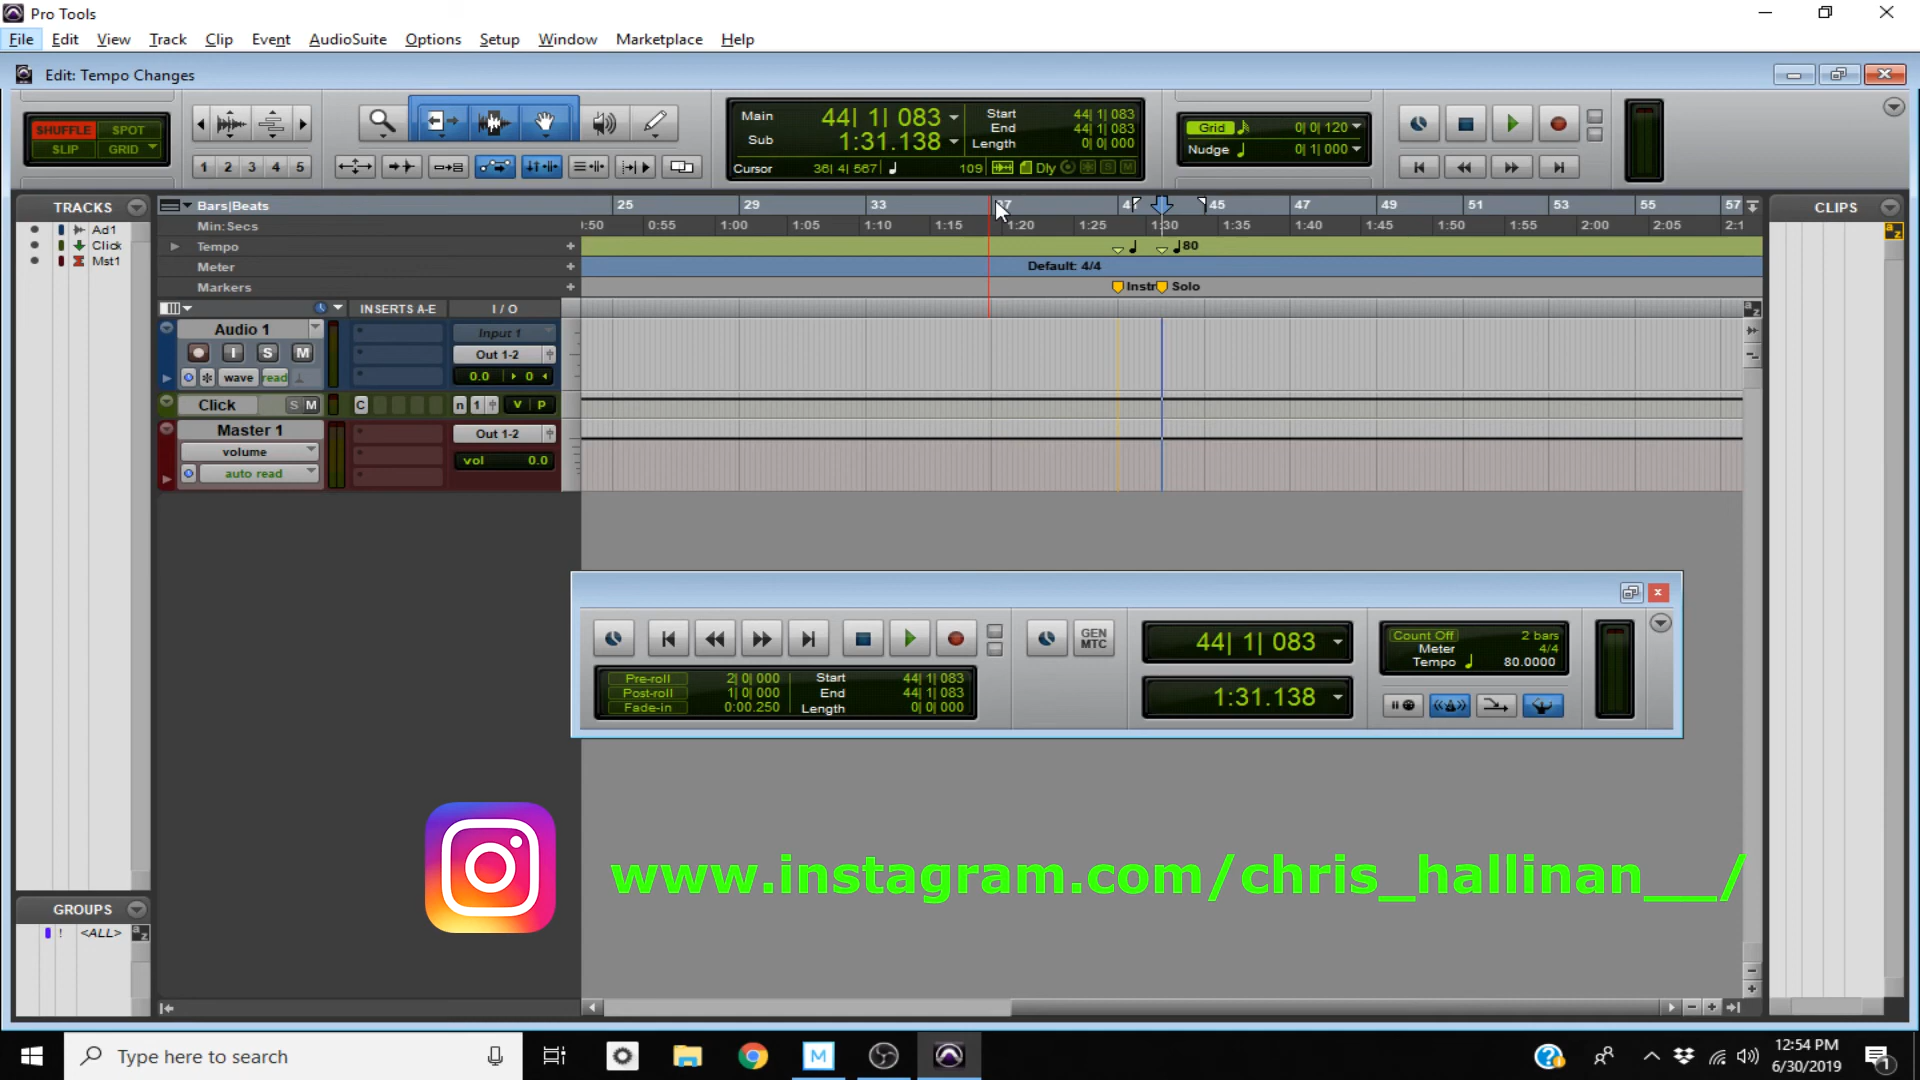 Pro Tools
File Edit View Track Clip Event AudioSuite Options Setup Window Marketplace Help
Edit: Tempo Changes
SHUFFLE SPOT
SLIP GRID
1 2 3 4 5
Main 44| 1| 083
Sub 1:31.138
Start 44| 1| 083
End 44| 1| 083
Length 0| 0| 000
Cursor 36| 4| 567 109 Dly
Grid 0| 0| 120
Nudge 0| 1| 000
TRACKS
Ad1
Click
Mst1
CLIPS
Bars|Beats 25 29 33 45 47 49 51 53 55 57
Min:Secs 0:55 1:00 1:05 1:10 1:15 1:20 1:25 1:30 1:35 1:40 1:45 1:50 1:55 2:00 2:05
Tempo 80
Meter Default: 4/4
Markers Instr Solo
INSERTS A-E I / O
Audio 1
I S M
wave read
Input 1
Out 1-2
0.0 0
Click S M C n 1 v p
Master 1
volume
auto read
Out 1-2
vol 0.0
GEN
MTC
44| 1| 083
1:31.138
Count Off 2 bars
Meter 4/4
Tempo 80.0000
Pre-roll 2| 0| 000
Post-roll 1| 0| 000
Fade-in 0:00.250
Start 44| 1| 083
End 44| 1| 083
Length 0| 0| 000
www.instagram.com/chris_hallinan__/
GROUPS
! <ALL>
Type here to search
M
12:54 PM
6/30/2019
1